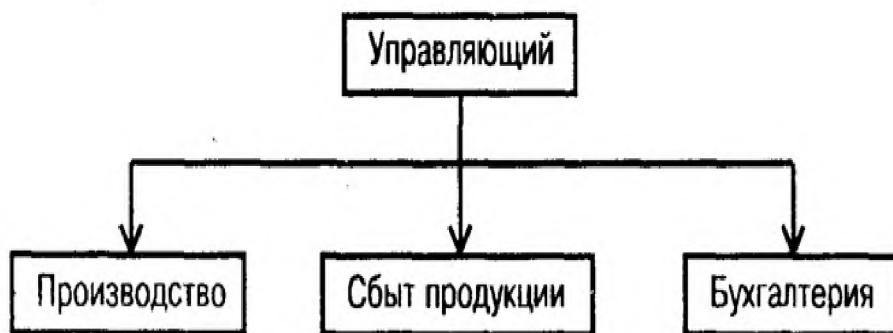 Управляющий
Производство
Сбыт продукции
Бухгалтерия